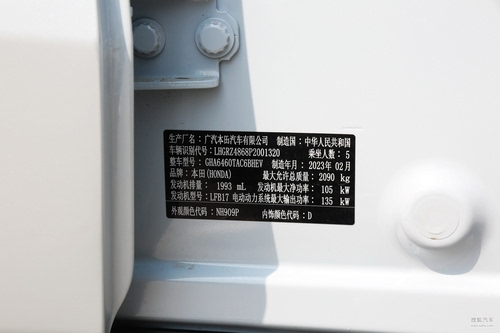 生产厂名：广汽本田汽车有限公司 制造国：中华人民共和国
车辆识别代号：LHGRZ4868P2001320 乘坐人数：5
整车型号：GHA6460TAC6BHEV 制造年月：2023年02月
品牌：本田(HONDA) 最大允许总质量：2090 kg
发动机排量：1993 mL 发动机最大净功率：105 kW
发动机型号：LFB17 电动动力系统最大输出功率：135 kW
外观颜色代码：NH909P 内饰颜色代码：D
搜狐汽车